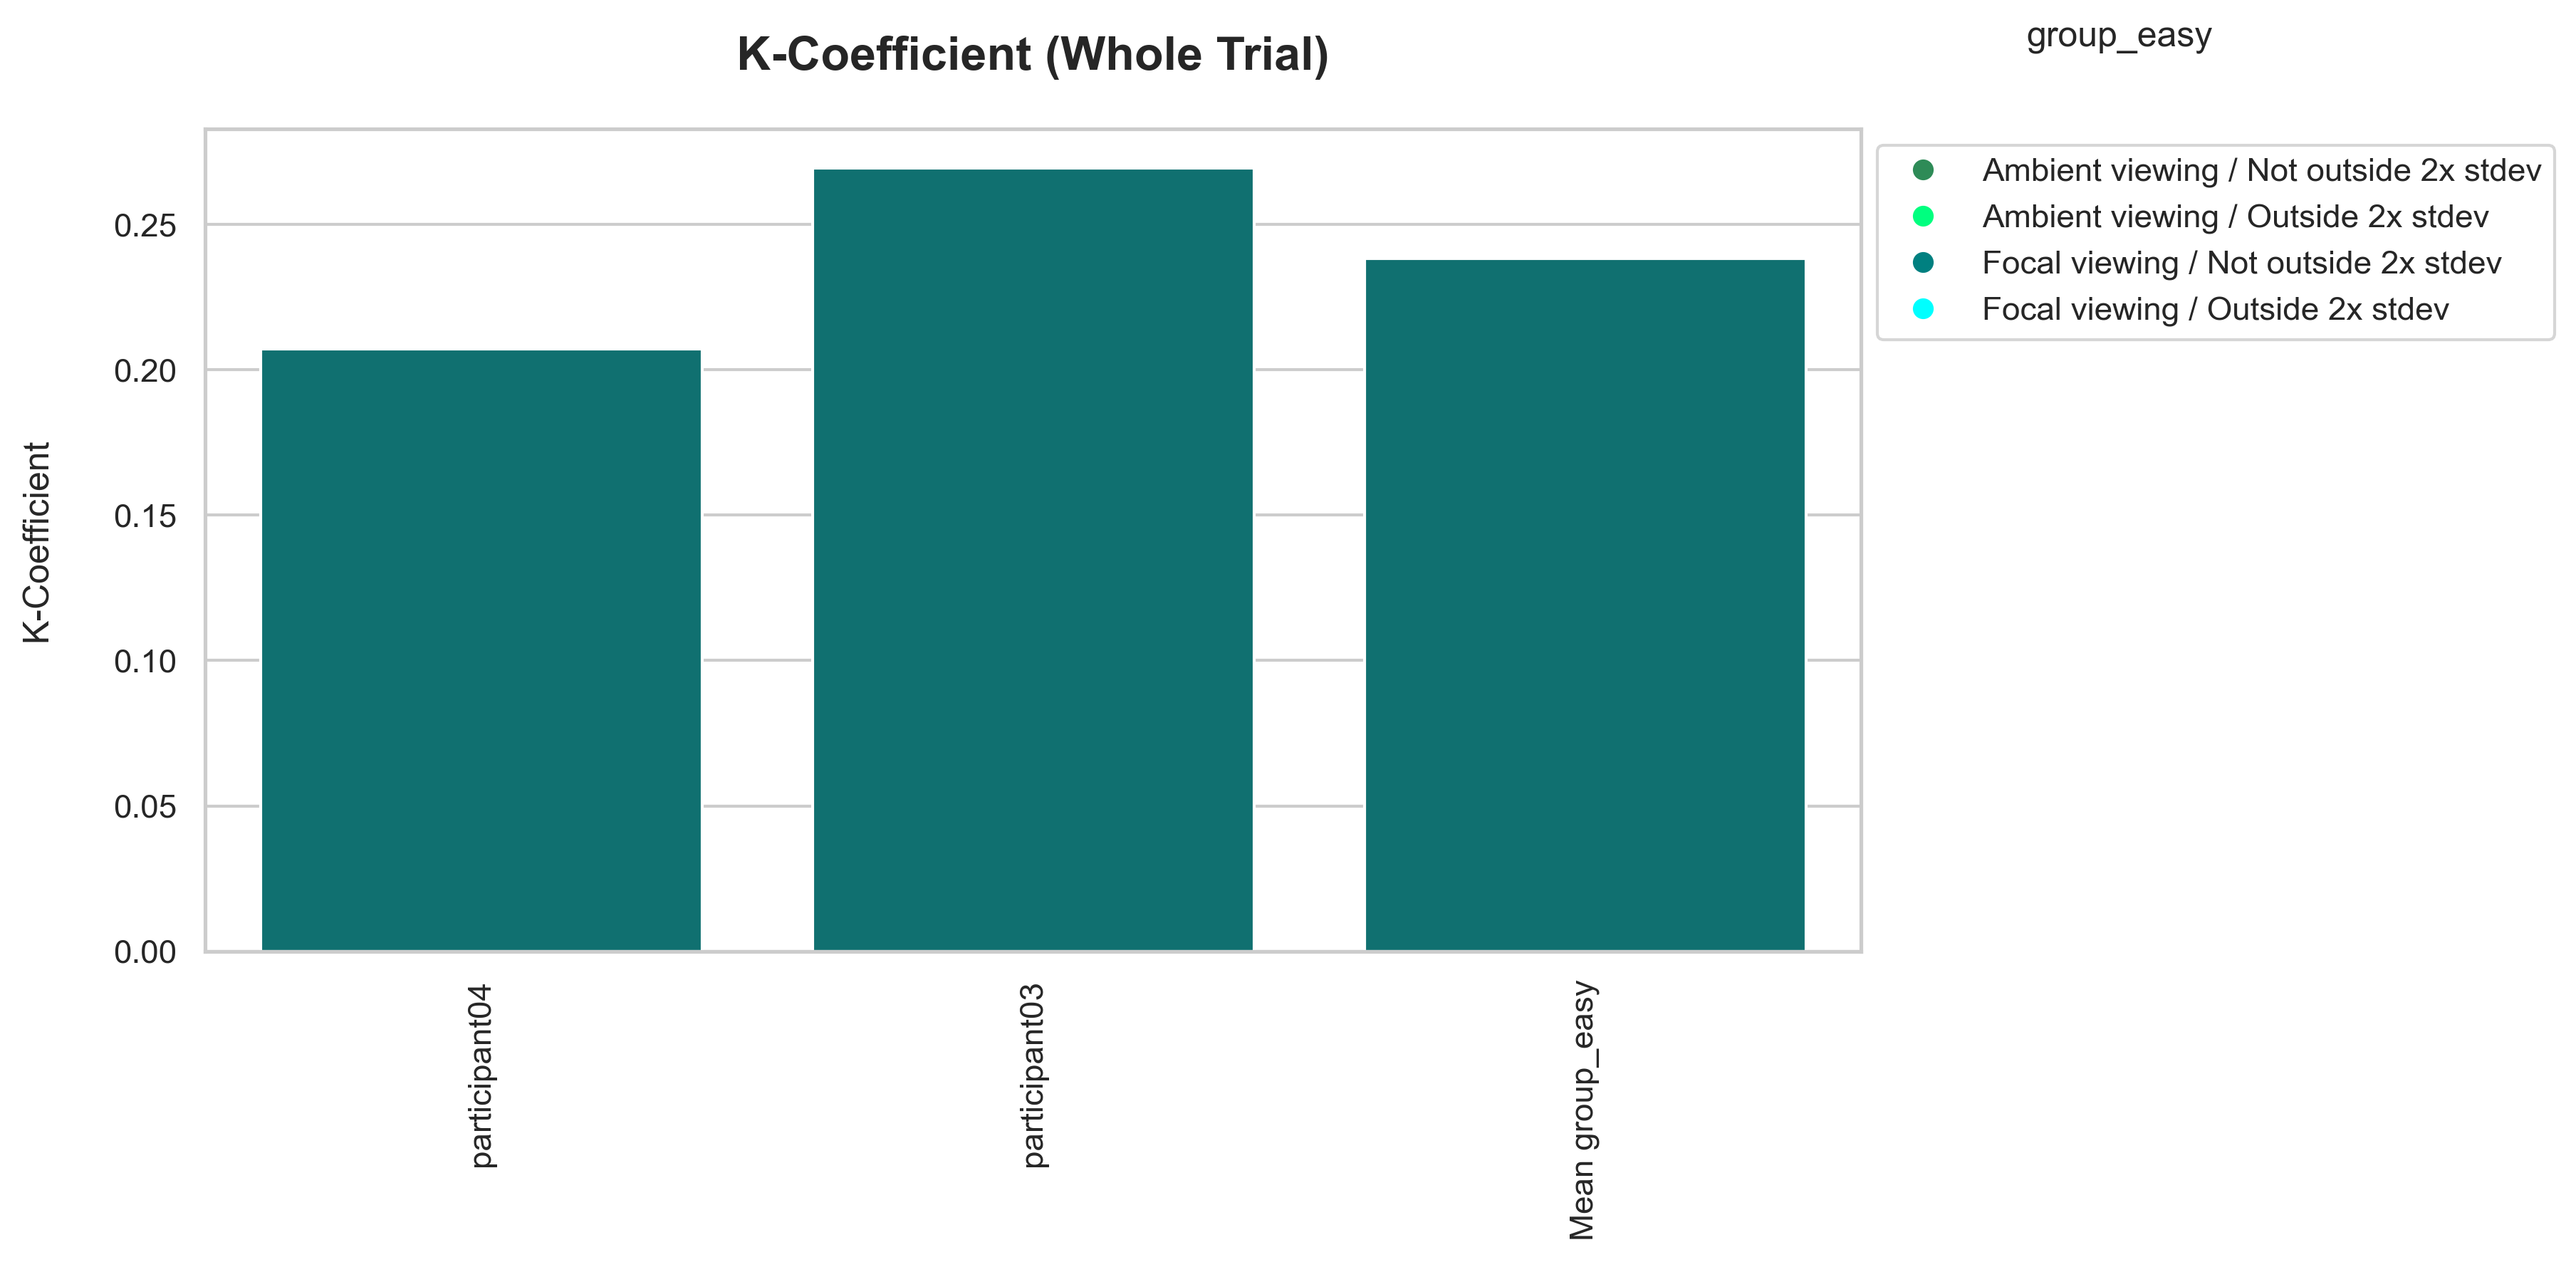 K-Coefficient (Whole Trial)
group_easy
Ambient viewing / Not outside 2x stdev
Ambient viewing / Outside 2x stdev
Focal viewing / Not outside 2x stdev
Focal viewing / Outside 2x stdev
K-Coefficient
0.25
0.20
0.15
0.10
0.05
0.00
participant04
participant03
Mean group_easy